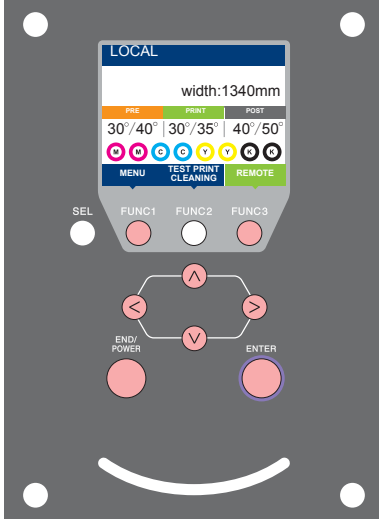 LOCAL
width:1340mm
PRE PRINT POST
30°/40° 30°/35° 40°/50°
M M C C Y Y K K
MENU TEST PRINT CLEANING REMOTE
SEL FUNC1 FUNC2 FUNC3
END/
POWER
ENTER